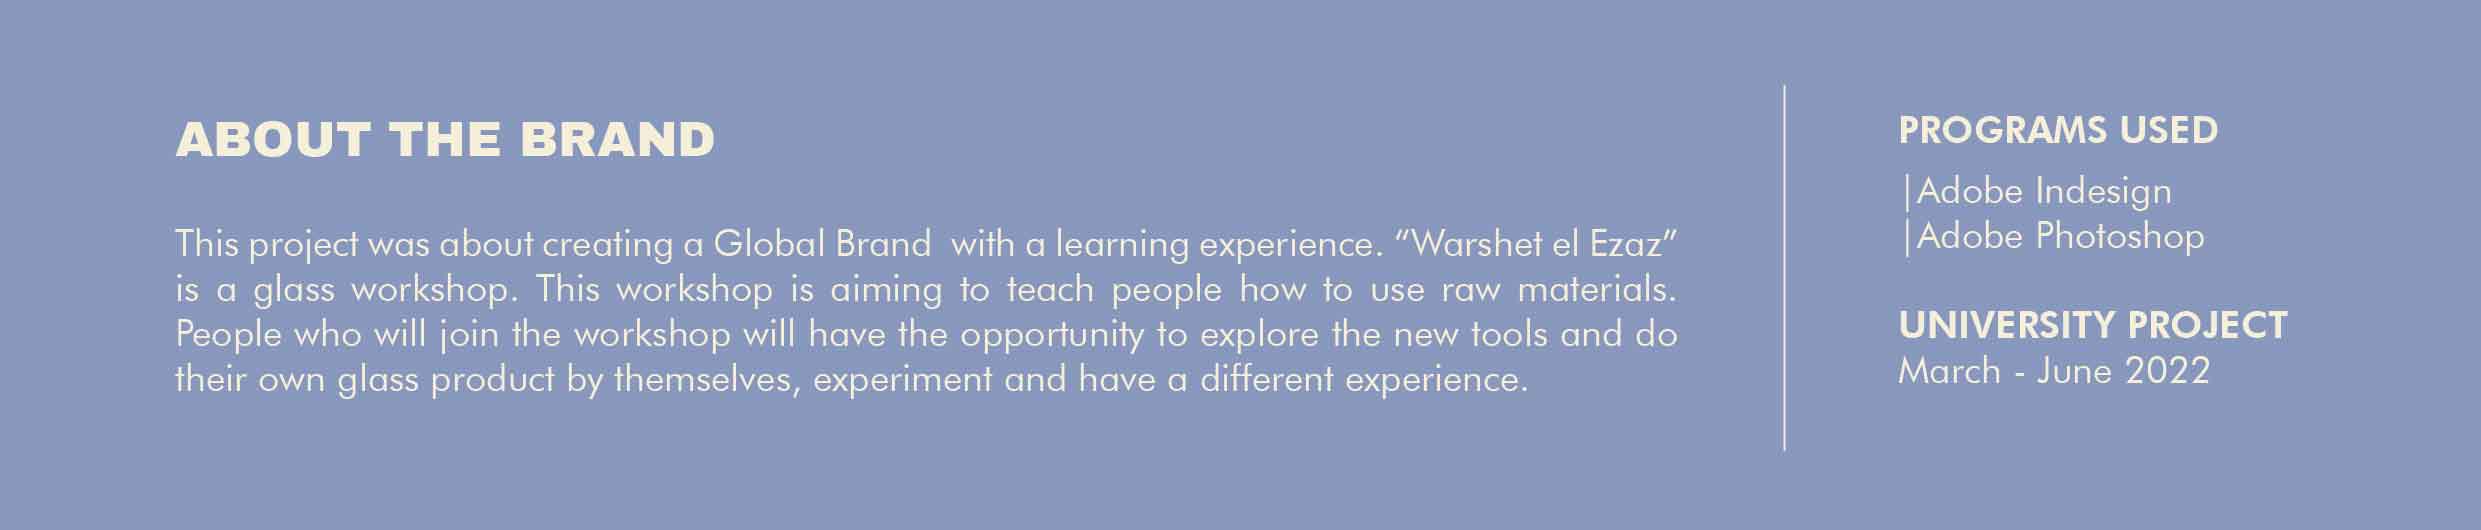 ABOUT THE BRAND
This project was about creating a Global Brand  with a learning experience. “Warshet el Ezaz”
is a glass workshop. This workshop is aiming to teach people how to use raw materials.
People who will join the workshop will have the opportunity to explore the new tools and do
their own glass product by themselves, experiment and have a different experience.
PROGRAMS USED
|Adobe Indesign
|Adobe Photoshop
UNIVERSITY PROJECT
March - June 2022